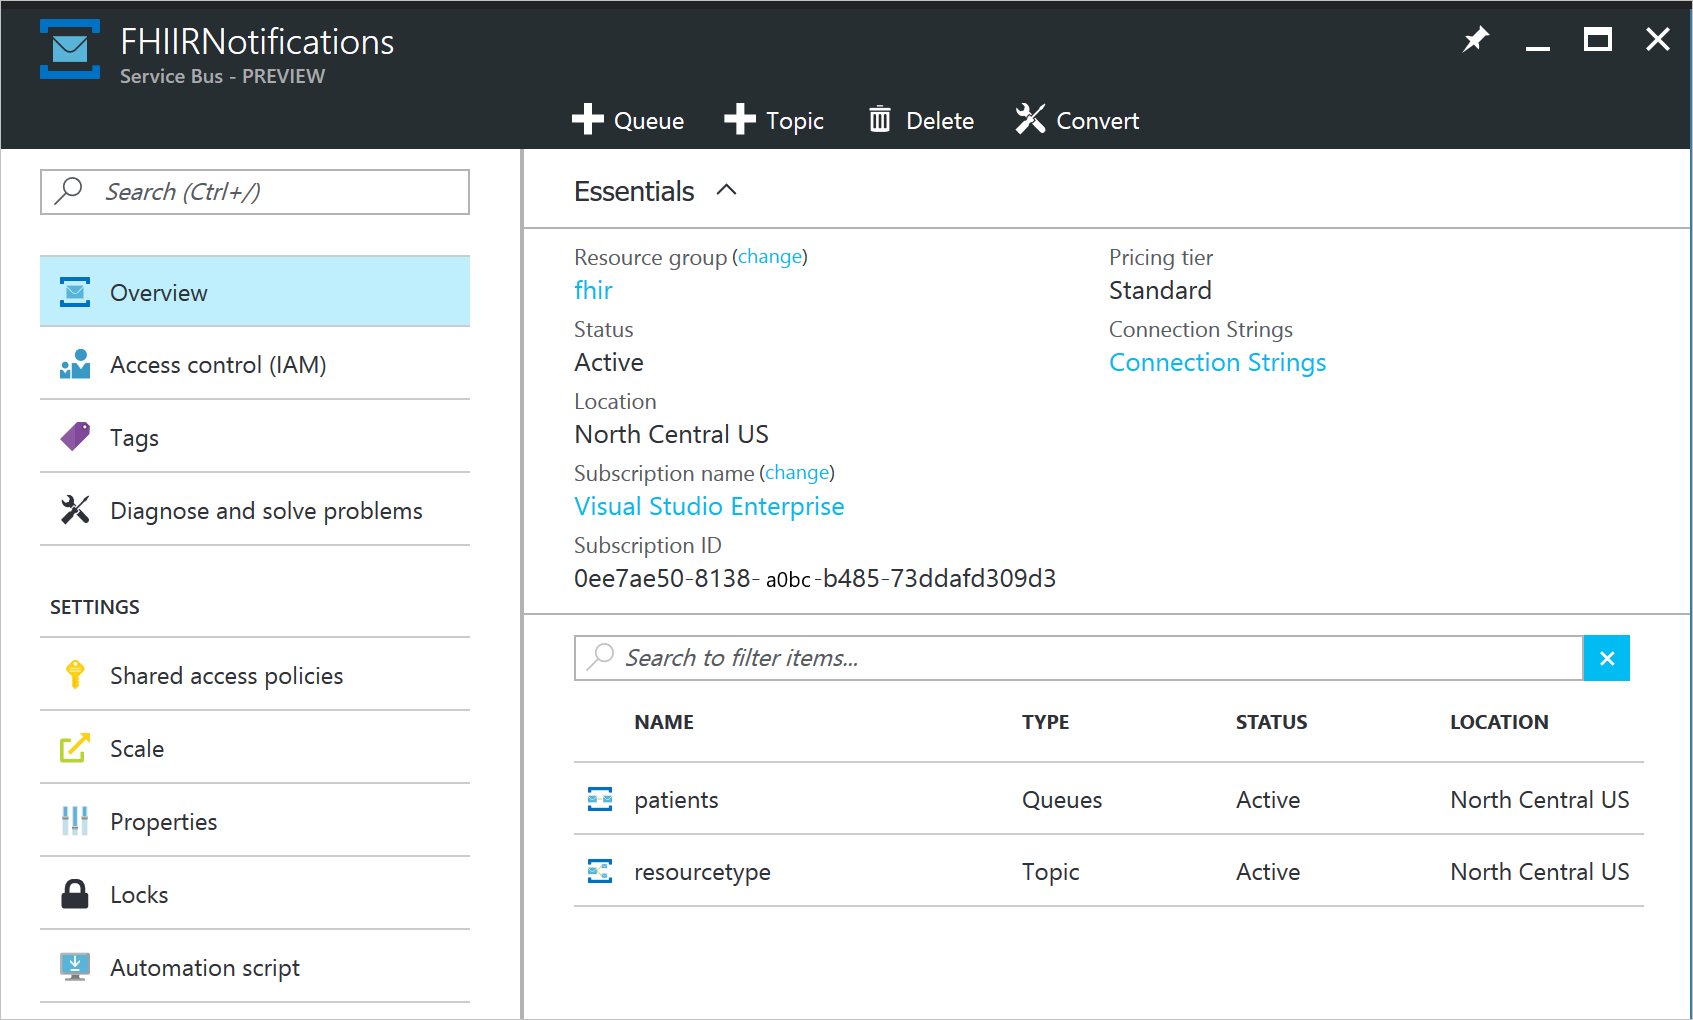 FHIIRNotifications
Service Bus - PREVIEW
Queue Topic Delete Convert
Search (Ctrl+/)
Overview
Access control (IAM)
Tags
Diagnose and solve problems
SETTINGS
Shared access policies
Scale
Properties
Locks
Automation script
Essentials
Resource group (change)
fhir
Status
Active
Location
North Central US
Subscription name (change)
Visual Studio Enterprise
Subscription ID
0ee7ae50-8138- a0bc -b485-73ddafd309d3
Pricing tier
Standard
Connection Strings
Connection Strings
Search to filter items...
NAME TYPE STATUS LOCATION
patients Queues Active North Central US
resourcetype Topic Active North Central US